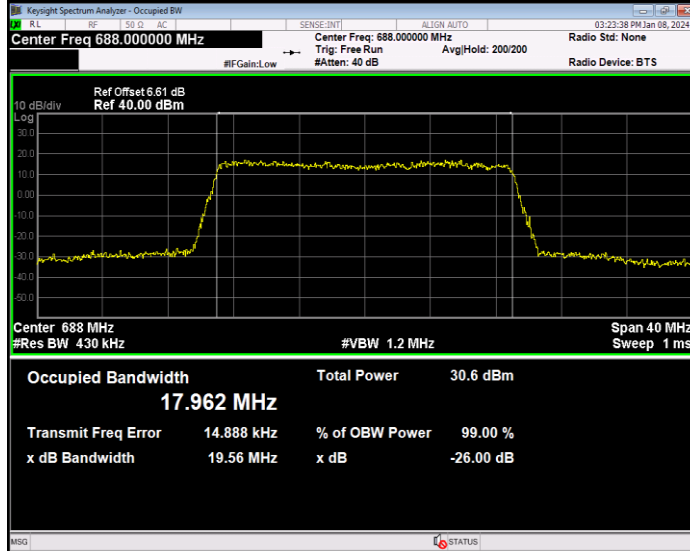 Keysight Spectrum Analyzer - Occupied BW
RL RF 50 Ω AC SENSE:INT ALIGN AUTO 03:23:38 PM Jan 08, 2024
Center Freq 688.000000 MHz Center Freq: 688.000000 MHz Radio Std: None
Trig: Free Run Avg|Hold: 200/200
#IFGain:Low #Atten: 40 dB Radio Device: BTS
Ref Offset 6.61 dB
10 dB/div Ref 40.00 dBm
Log
30.0
20.0
10.0
0.00
-10.0
-20.0
-30.0
-40.0
-50.0
Center 688 MHz Span 40 MHz
#Res BW 430 kHz #VBW 1.2 MHz Sweep 1 ms
Occupied Bandwidth Total Power 30.6 dBm
17.962 MHz
Transmit Freq Error 14.888 kHz % of OBW Power 99.00 %
x dB Bandwidth 19.56 MHz x dB -26.00 dB
MSG STATUS